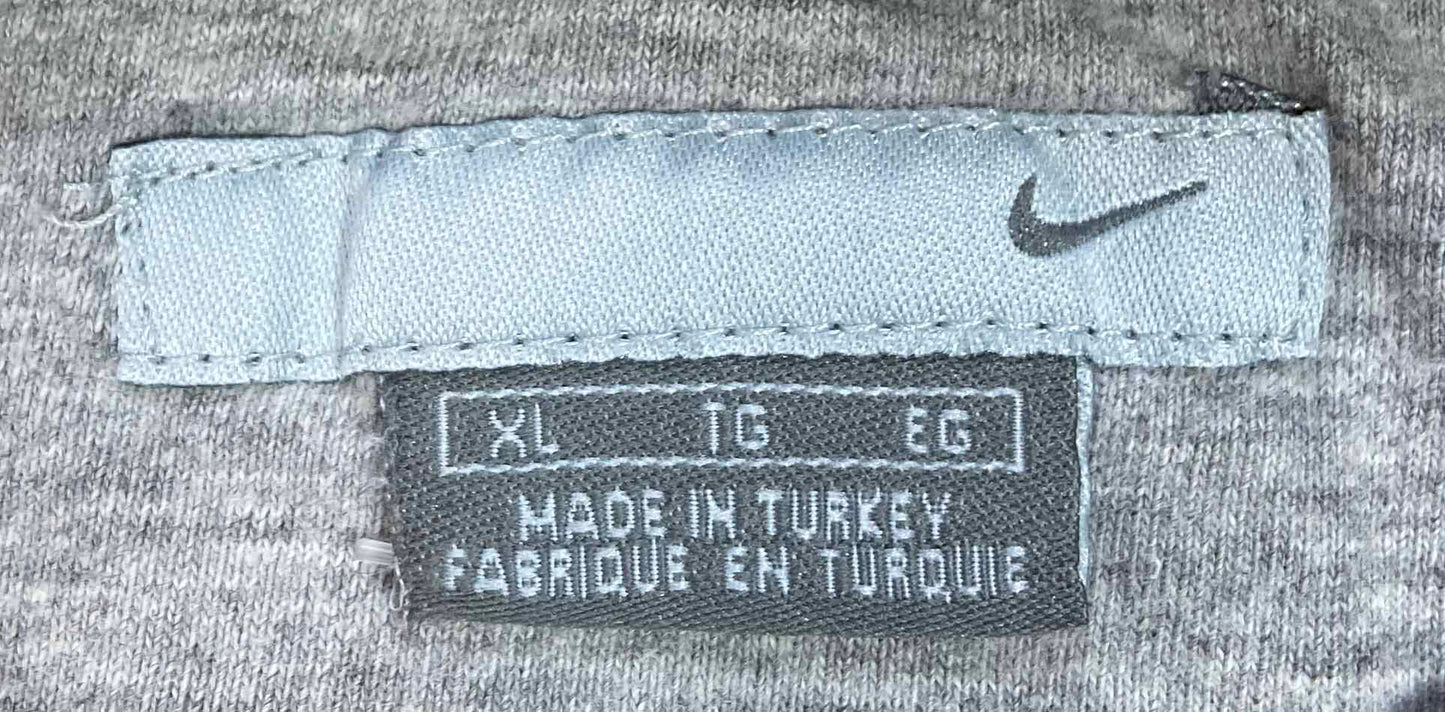 XL TG EG
MADE IN TURKEY
FABRIQUE EN TURQUIE